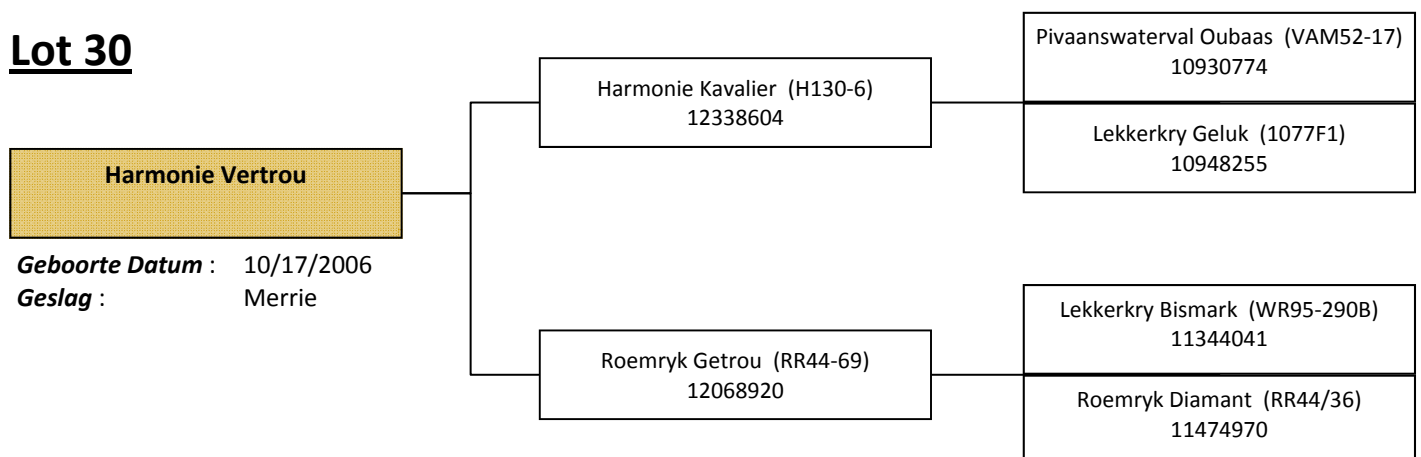 Lot 30
Harmonie Vertrou
Geboorte Datum : 10/17/2006
Geslag : Merrie
Harmonie Kavalier (H130-6)
12338604
Roemryk Getrou (RR44-69)
12068920
Pivaanswaterval Oubaas (VAM52-17)
10930774
Lekkerkry Geluk (1077F1)
10948255
Lekkerkry Bismark (WR95-290B)
11344041
Roemryk Diamant (RR44/36)
11474970